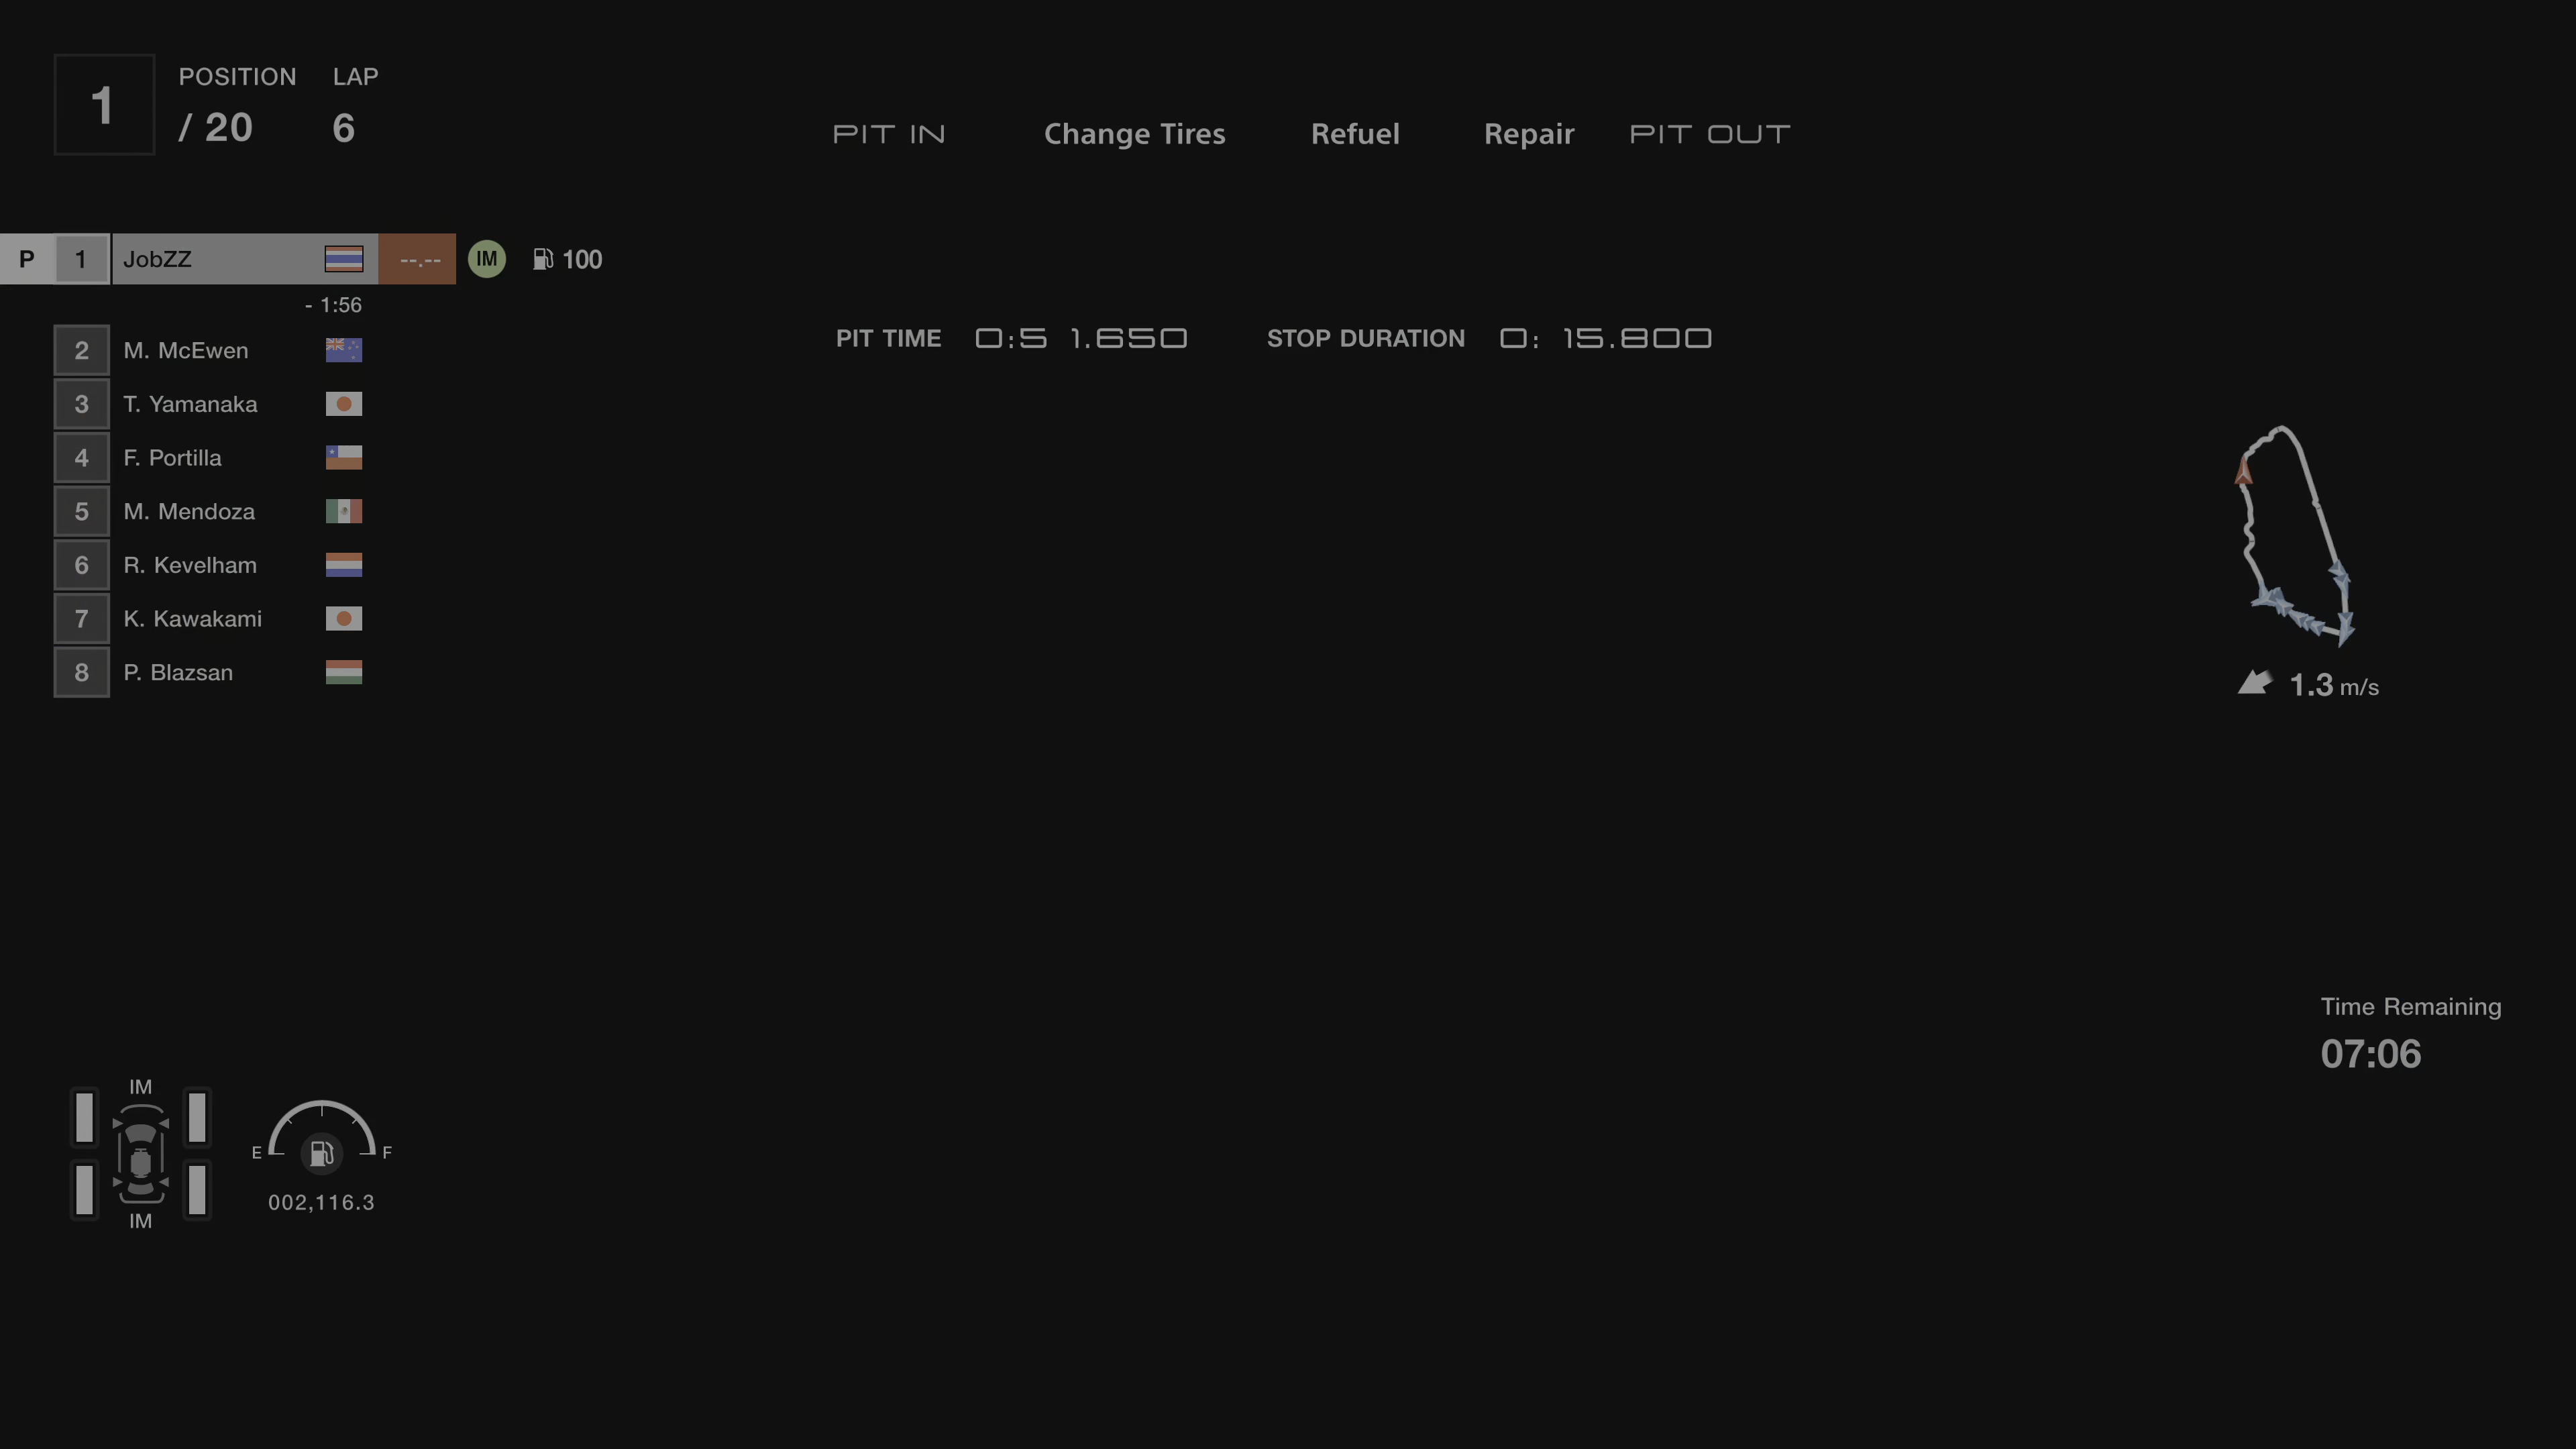 1 POSITION LAP
/ 20 6
PIT IN Change Tires Refuel Repair PIT OUT
P 1 JobZZ --.-- IM 100
- 1:56
PIT TIME 0:51.650 STOP DURATION 0:15.800
2 M. McEwen
3 T. Yamanaka
4 F. Portilla
5 M. Mendoza
6 R. Kevelham
7 K. Kawakami
8 P. Blazsan
1.3 m/s
Time Remaining
07:06
IM
E F
002,116.3
IM